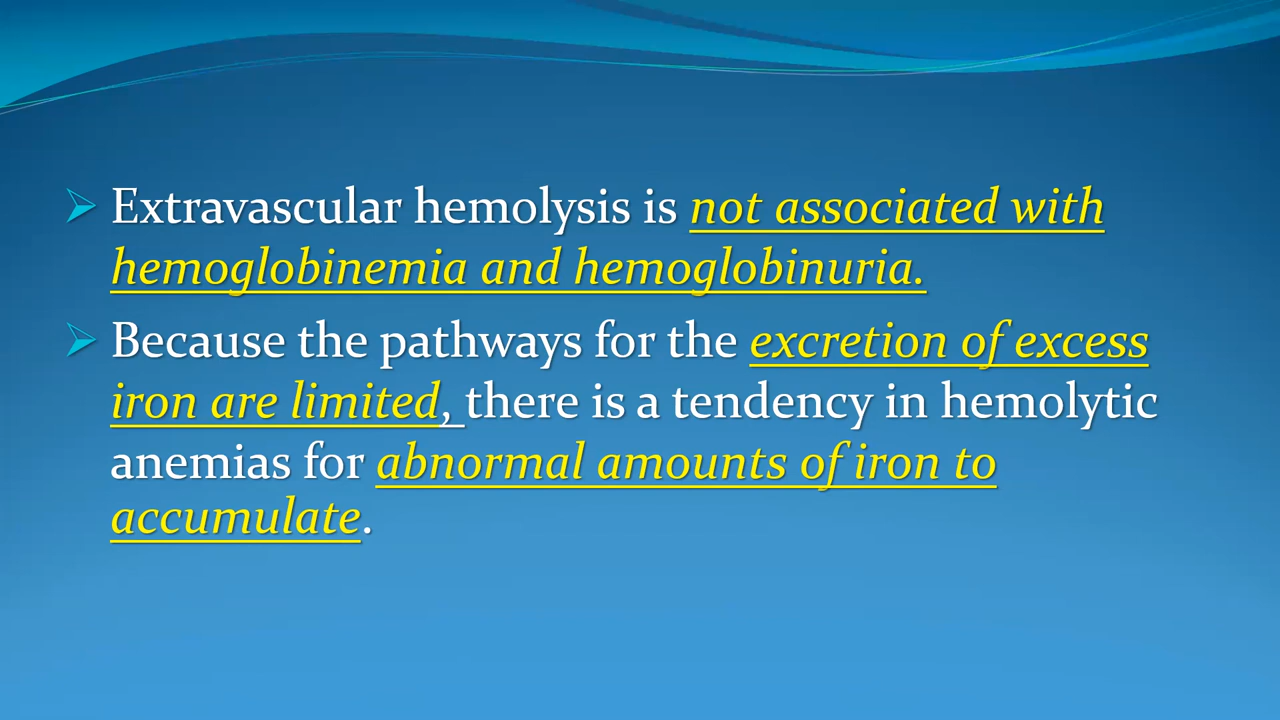 Extravascular hemolysis is not associated with
hemoglobinemia and hemoglobinuria.
Because the pathways for the excretion of excess
iron are limited, there is a tendency in hemolytic
anemias for abnormal amounts of iron to
accumulate.